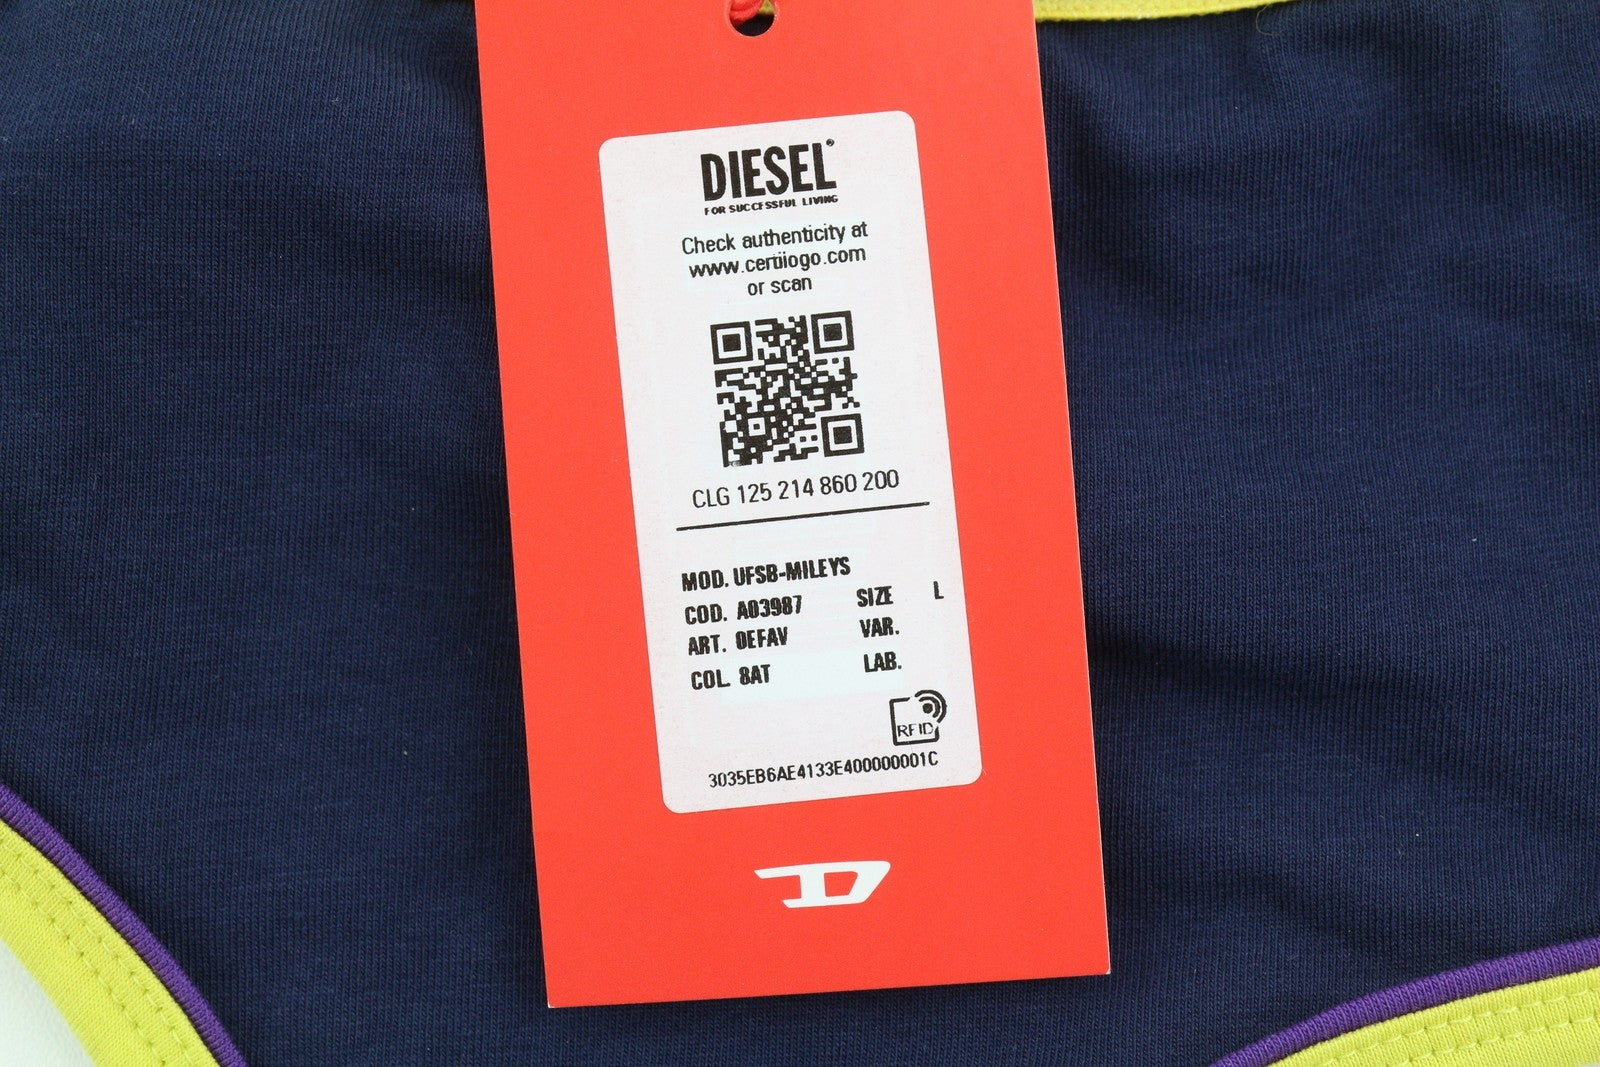 DIESEL®
FOR SUCCESSFUL LIVING
Check authenticity at
www.certilogo.com
or scan
CLG 125 214 860 200
MOD. UFSB-MILEYS
COD. A03987 SIZE L
ART. 0EFAV VAR.
COL. 8AT LAB.
RFID
3035EB6AE4133E400000001C
D